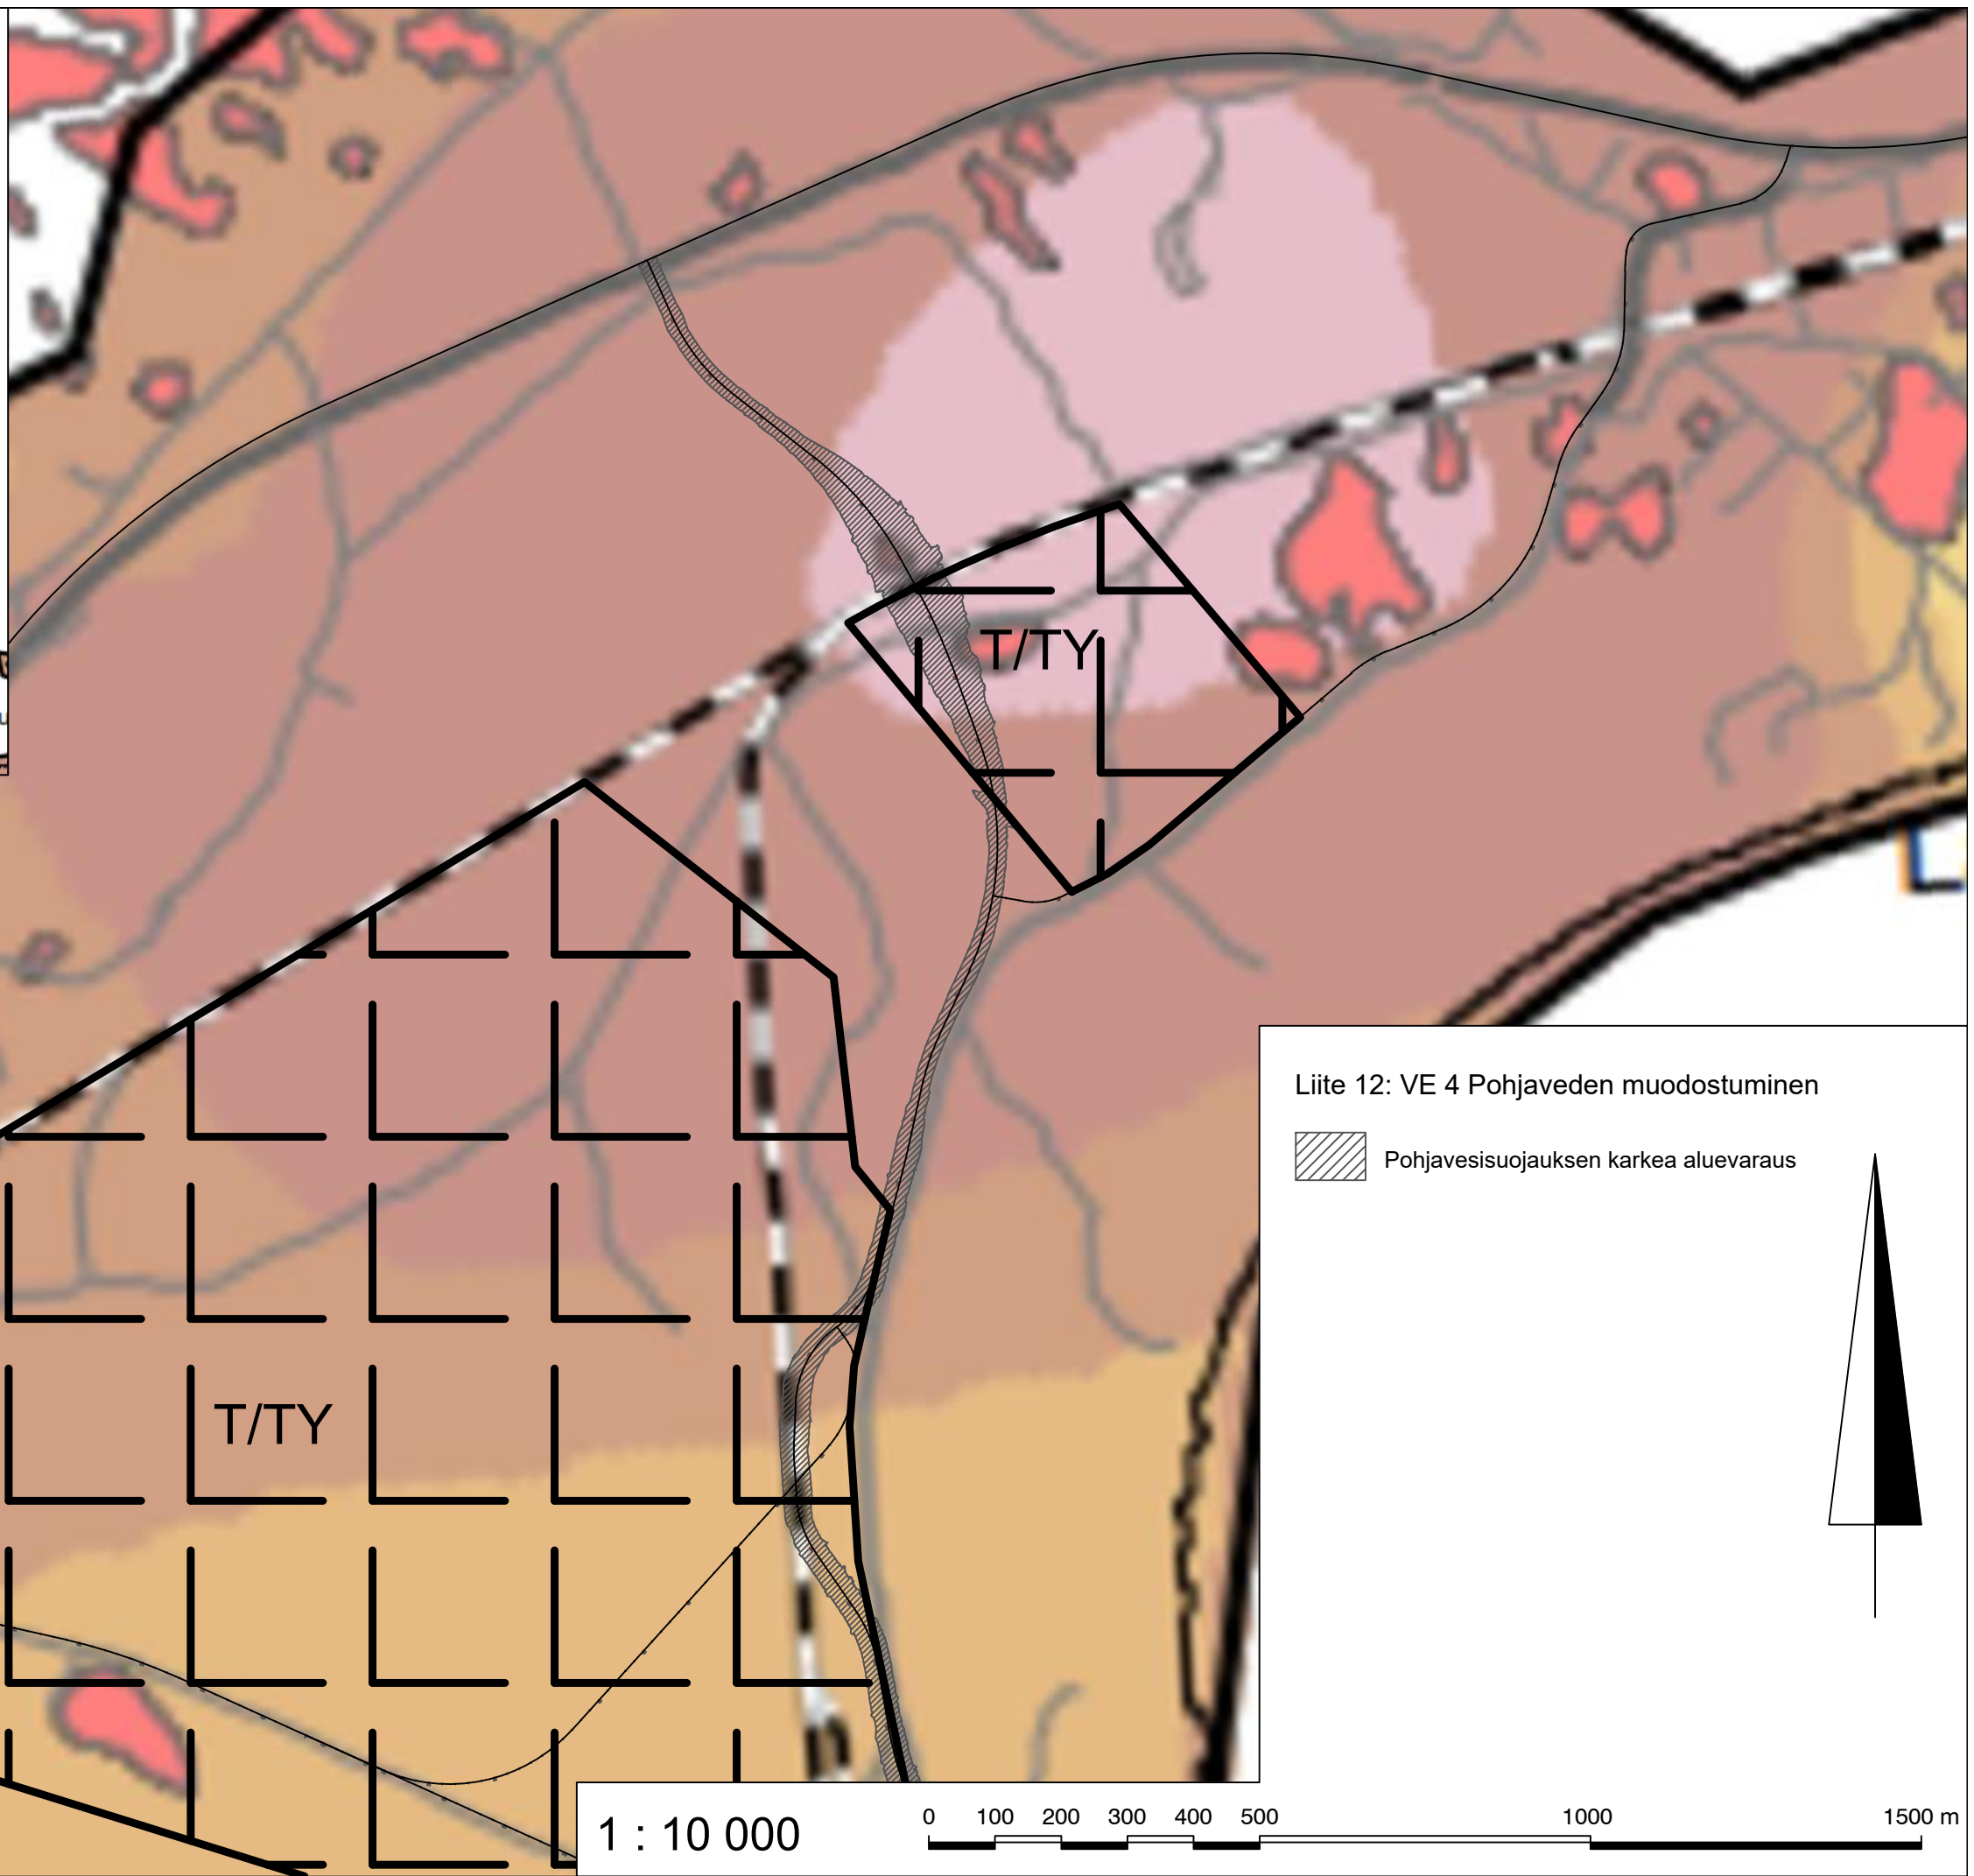 T/TY
Liite 12: VE 4 Pohjaveden muodostuminen
Pohjavesisuojauksen karkea aluevaraus
T/TY
1 : 10 000
0 100 200 300 400 500 1000 1500 m